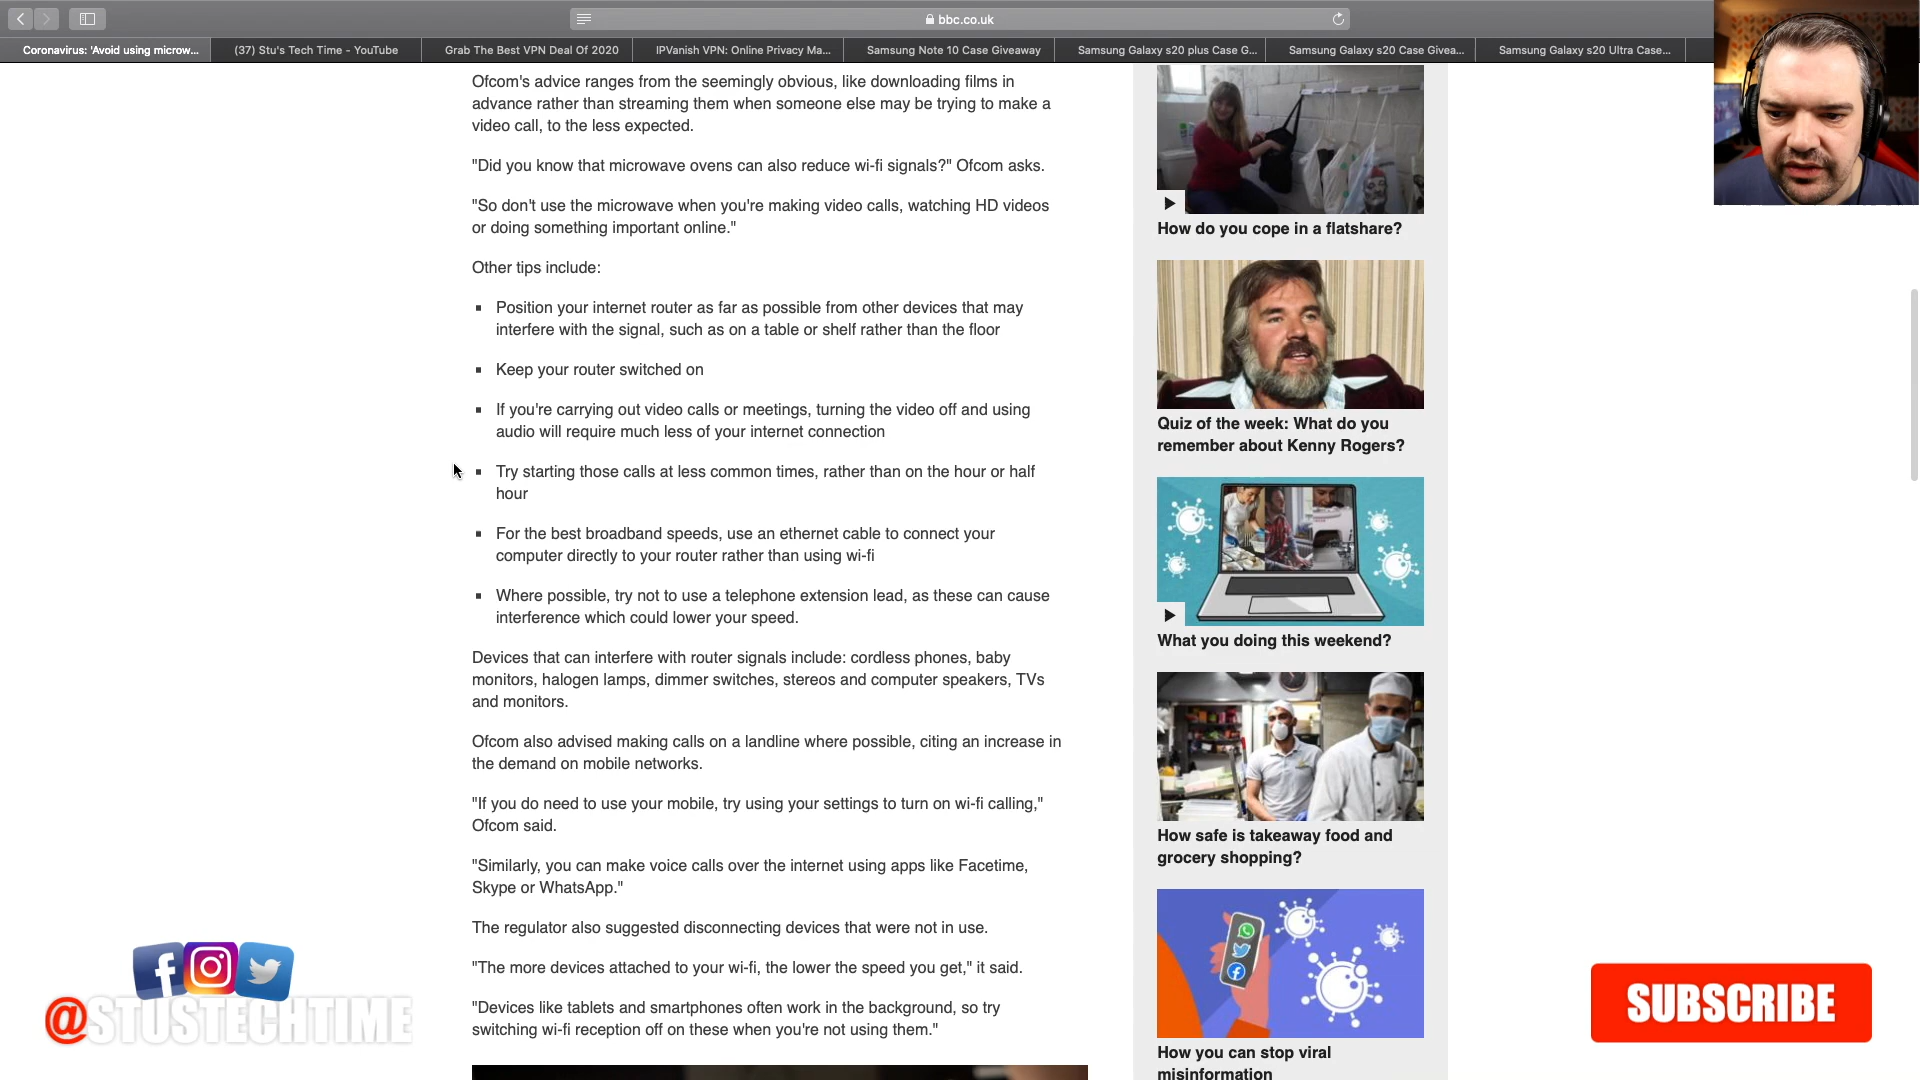 bbc.co.uk
Coronavirus: 'Avoid using microw...
(37) Stu's Tech Time - YouTube
Grab The Best VPN Deal Of 2020
IPVanish VPN: Online Privacy Ma...
Samsung Note 10 Case Giveaway
Samsung Galaxy s20 plus Case G...
Samsung Galaxy s20 Case Givea...
Samsung Galaxy s20 Ultra Case...
Ofcom's advice ranges from the seemingly obvious, like downloading films in
advance rather than streaming them when someone else may be trying to make a
video call, to the less expected.
"Did you know that microwave ovens can also reduce wi-fi signals?" Ofcom asks.
"So don't use the microwave when you're making video calls, watching HD videos
or doing something important online."
Other tips include:
Position your internet router as far as possible from other devices that may
interfere with the signal, such as on a table or shelf rather than the floor
Keep your router switched on
If you're carrying out video calls or meetings, turning the video off and using
audio will require much less of your internet connection
Try starting those calls at less common times, rather than on the hour or half
hour
For the best broadband speeds, use an ethernet cable to connect your
computer directly to your router rather than using wi-fi
Where possible, try not to use a telephone extension lead, as these can cause
interference which could lower your speed.
Devices that can interfere with router signals include: cordless phones, baby
monitors, halogen lamps, dimmer switches, stereos and computer speakers, TVs
and monitors.
Ofcom also advised making calls on a landline where possible, citing an increase in
the demand on mobile networks.
"If you do need to use your mobile, try using your settings to turn on wi-fi calling,"
Ofcom said.
"Similarly, you can make voice calls over the internet using apps like Facetime,
Skype or WhatsApp."
The regulator also suggested disconnecting devices that were not in use.
"The more devices attached to your wi-fi, the lower the speed you get," it said.
"Devices like tablets and smartphones often work in the background, so try
switching wi-fi reception off on these when you're not using them."
How do you cope in a flatshare?
Quiz of the week: What do you
remember about Kenny Rogers?
What you doing this weekend?
How safe is takeaway food and
grocery shopping?
How you can stop viral
misinformation
@STUSTECHTIME
SUBSCRIBE